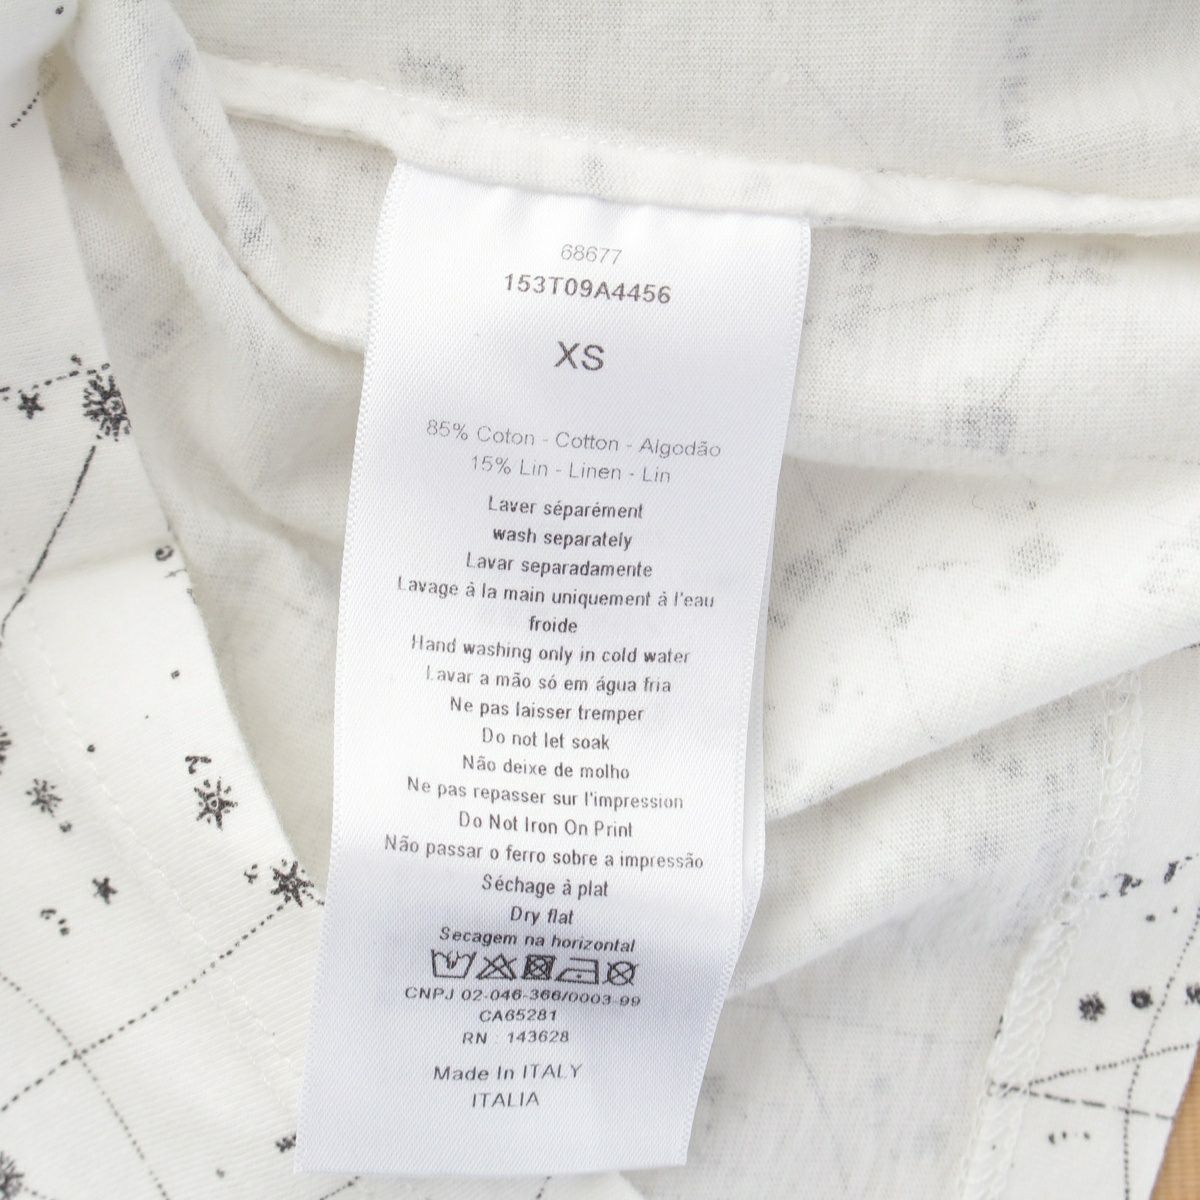 68677
153T09A4456
XS
85% Coton - Cotton - Algodão
15% Lin - Linen - Lin
Laver séparément
wash separately
Lavar separadamente
Lavage à la main uniquement à l'eau
froide
Hand washing only in cold water
Lavar a mão só em água fria
Ne pas laisser tremper
Do not let soak
Não deixe de molho
Ne pas repasser sur l'impression
Do Not Iron On Print
Não passar o ferro sobre a impressão
Séchage à plat
Dry flat
Secagem na horizontal
CNPJ 02-046-366/0003-99
CA65281
RN : 143628
Made In ITALY
ITALIA